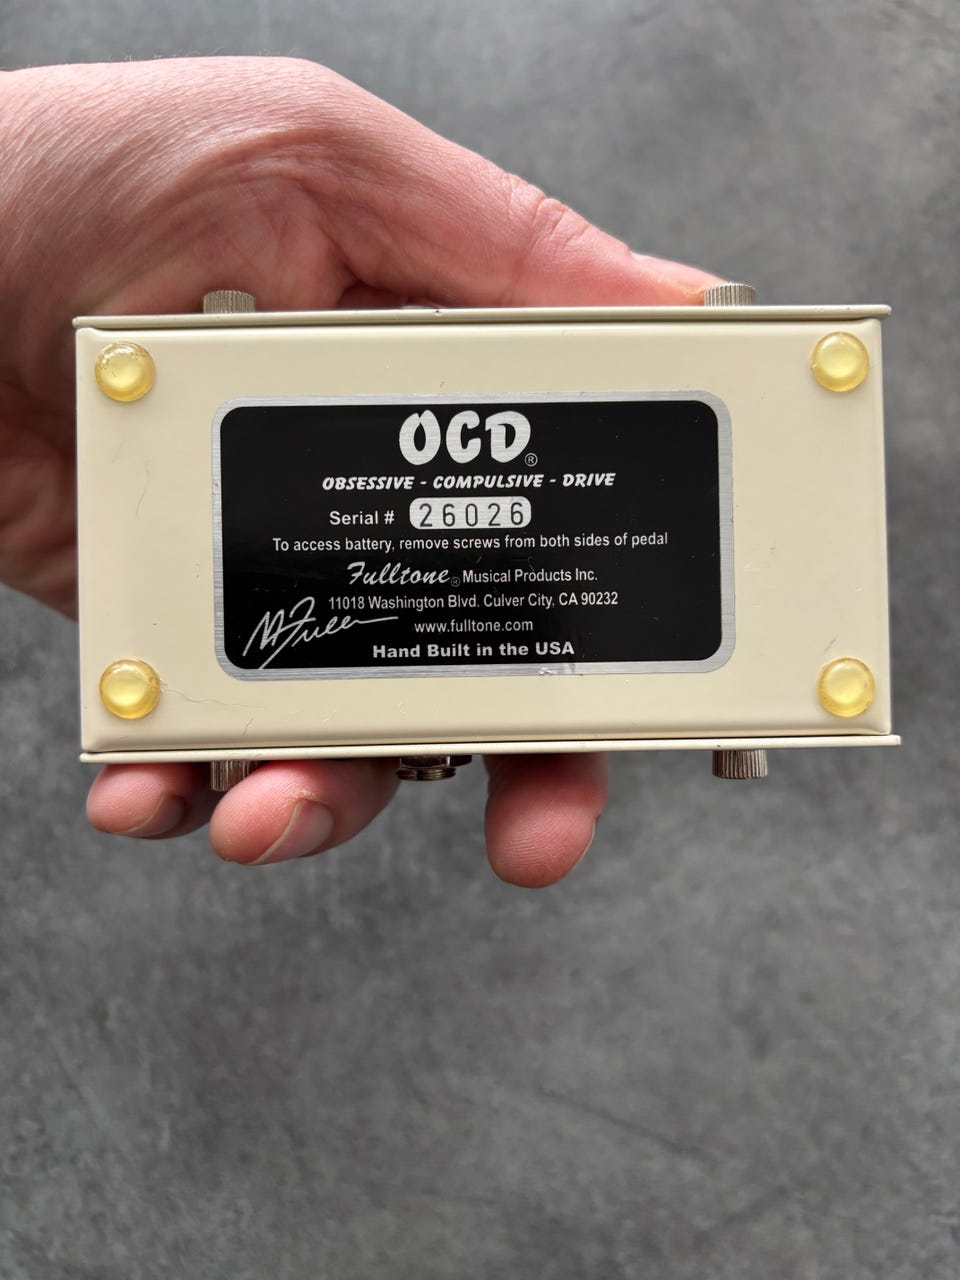 OCD®
OBSESSIVE - COMPULSIVE - DRIVE
Serial # 26026
To access battery, remove screws from both sides of pedal
Fulltone® Musical Products Inc.
11018 Washington Blvd. Culver City, CA 90232
www.fulltone.com
Hand Built in the USA